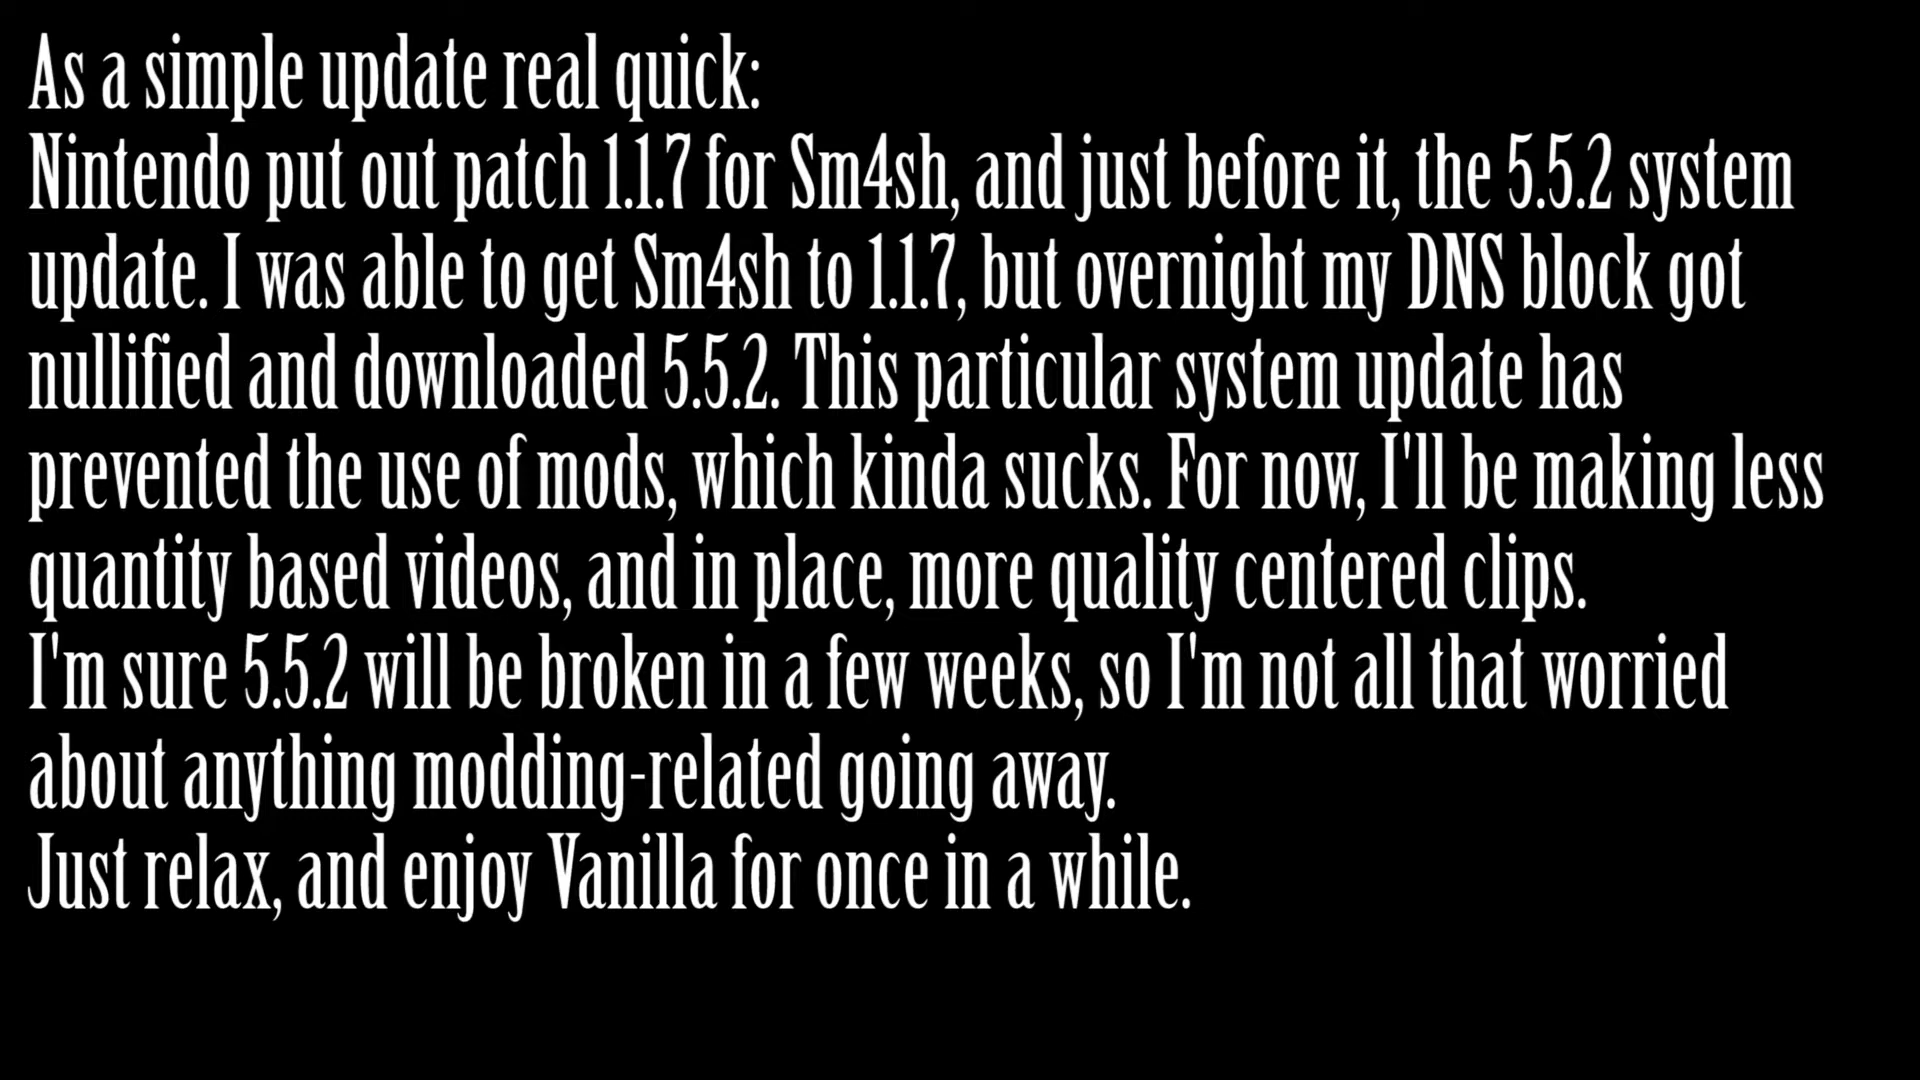 As a simple update real quick:
Nintendo put out patch 1.1.7 for Sm4sh, and just before it, the 5.5.2 system
update. I was able to get Sm4sh to 1.1.7, but overnight my DNS block got
nullified and downloaded 5.5.2. This particular system update has
prevented the use of mods, which kinda sucks. For now, I'll be making less
quantity based videos, and in place, more quality centered clips.
I'm sure 5.5.2 will be broken in a few weeks, so I'm not all that worried
about anything modding-related going away.
Just relax, and enjoy Vanilla for once in a while.